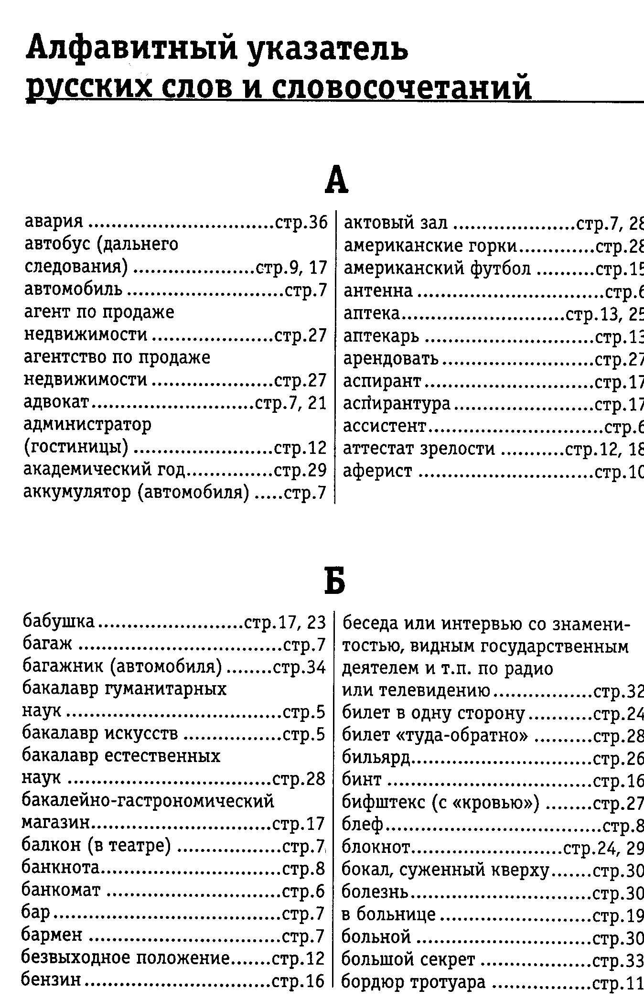 Алфавитный указатель
русских слов и словосочетаний
А
авария ................................стр.36
автобус (дальнего
следования) .....................стр.9, 17
автомобиль...........................стр.7
агент по продаже
недвижимости .....................стр.27
агентство по продаже
недвижимости .....................стр.27
адвокат............................стр.7, 21
администратор
(гостиницы) ........................стр.12
академический год...............стр.29
аккумулятор (автомобиля) .....стр.7
актовый зал .....................стр.7, 28
американские горки.............стр.28
американский футбол ..........стр.15
антенна ................................стр.6
аптека............................стр.13, 25
аптекарь .............................стр.13
арендовать..........................стр.27
аспирант.............................стр.17
аспирантура........................стр.17
ассистент..............................стр.6
аттестат зрелости ...........стр.12, 18
аферист ..............................стр.10
Б
бабушка.........................стр.17, 23
багаж ...................................стр.7
багажник (автомобиля) ........стр.34
бакалавр гуманитарных
наук .....................................стр.5
бакалавр искусств .................стр.5
бакалавр естественных
наук ...................................стр.28
бакалейно-гастрономический
магазин...............................стр.17
балкон (в театре) ..................стр.7
банкнота...............................стр.8
банкомат ..............................стр.6
бар.......................................стр.7
бармен .................................стр.7
безвыходное положение.......стр.12
бензин................................стр.16
беседа или интервью со знамени-
тостью, видным государственным
деятелем и т.п. по радио
или телевидению.................стр.32
билет в одну сторону...........стр.24
билет «туда-обратно» ..........стр.28
бильярд...............................стр.26
бинт ...................................стр.16
бифштекс (с «кровью») ........стр.27
блеф.....................................стр.8
блокнот..........................стр.24, 29
бокал, суженный кверху.......стр.30
болезнь...............................стр.30
в больнице..........................стр.19
больной ..............................стр.30
большой секрет ...................стр.33
бордюр тротуара .................стр.11